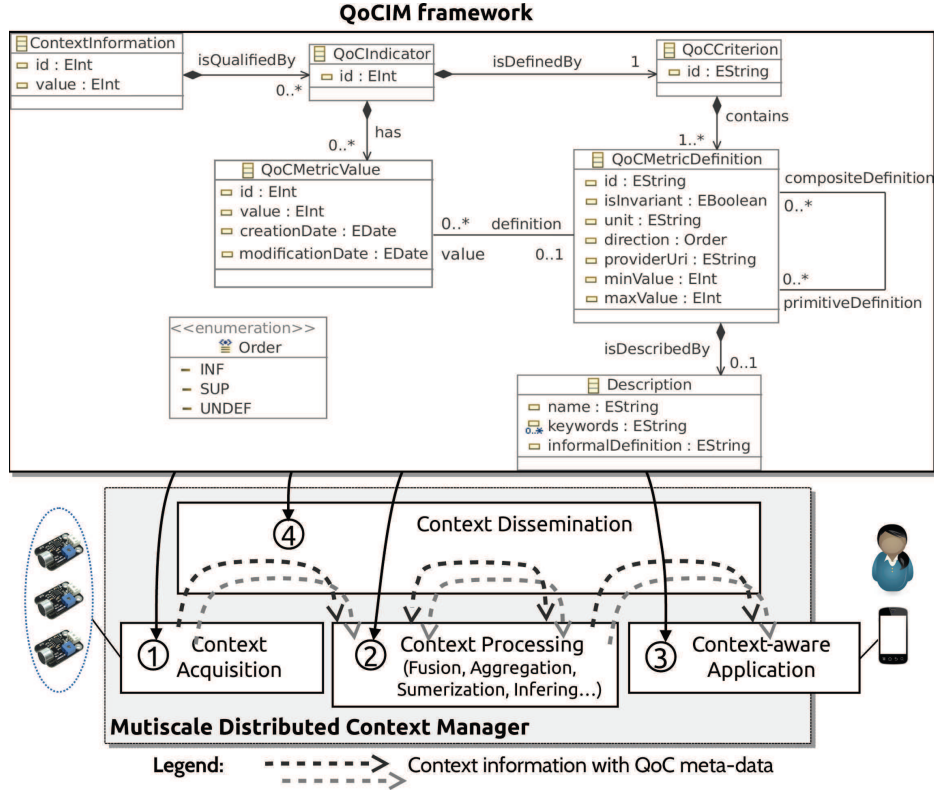 QoCIM framework
ContextInformation
id : EInt
value : EInt
isQualifiedBy
0..*
QoCIndicator
id : EInt
isDefinedBy
1
QoCCriterion
id : EString
has
0..*
contains
1..*
QoCMetricValue
id : EInt
value : EInt
creationDate : EDate
modificationDate : EDate
0..*
definition
value
0..1
QoCMetricDefinition
id : EString
isInvariant : EBoolean
unit : EString
direction : Order
providerUri : EString
minValue : EInt
maxValue : EInt
compositeDefinition
0..*
0..*
primitiveDefinition
<<enumeration>>
Order
INF
SUP
UNDEF
isDescribedBy
0..1
Description
name : EString
0..*
keywords : EString
informalDefinition : EString
4
Context Dissemination
1
Context
Acquisition
2
Context Processing
(Fusion, Aggregation,
Sumerization, Infering...)
3
Context-aware
Application
Mutiscale Distributed Context Manager
Legend:
Context information with QoC meta-data